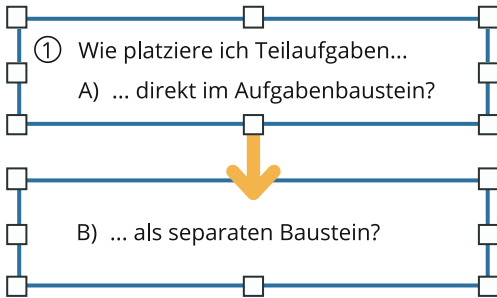 ① Wie platziere ich Teilaufgaben...
A) ... direkt im Aufgabenbaustein?
B) ... als separaten Baustein?